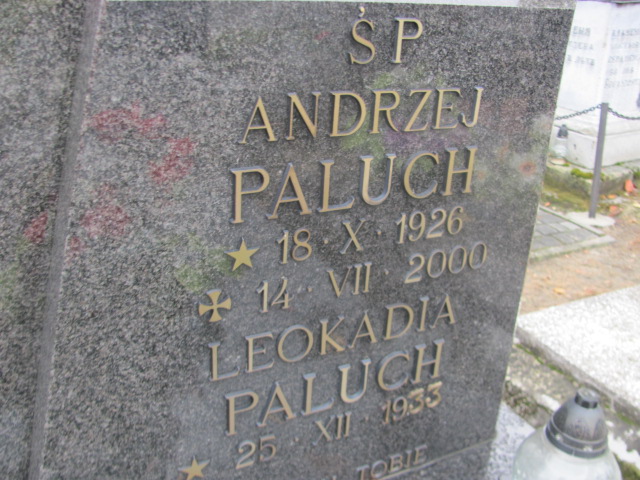 ŚP
ANDRZEJ
PALUCH
18 · X · 1926
14 · VII · 2000
LEOKADIA
PALUCH
25 · XII · 1933
TOBIE